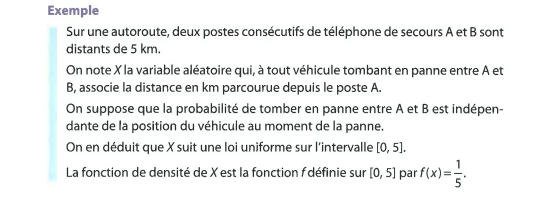 Exemple
Sur une autoroute, deux postes consécutifs de téléphone de secours A et B sont
distants de 5 km.
On note X la variable aléatoire qui, à tout véhicule tombant en panne entre A et
B, associe la distance en km parcourue depuis le poste A.
On suppose que la probabilité de tomber en panne entre A et B est indépen-
dante de la position du véhicule au moment de la panne.
On en déduit que X suit une loi uniforme sur l'intervalle [0, 5].
La fonction de densité de X est la fonction f définie sur [0, 5] par f(x) = 1/5.